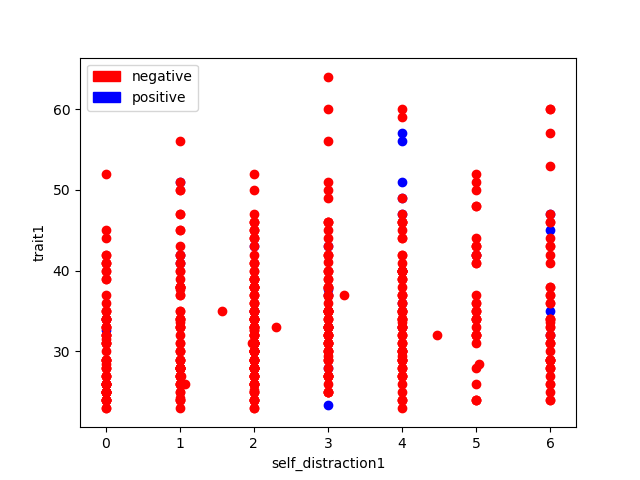 negative
positive
60
50
40
30
trait1
0 1 2 3 4 5 6
self_distraction1